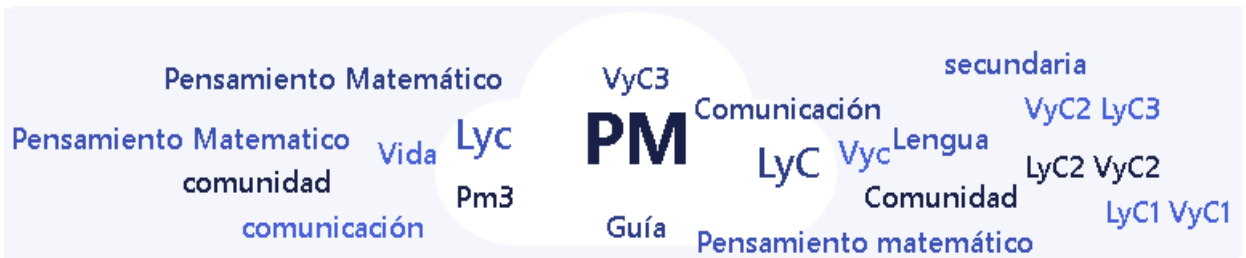 secundaria
Pensamiento Matemático VyC3
Comunicación VyC2 LyC3
Pensamiento Matematico Vida Lyc PM LyC Vyc Lengua
comunidad Pm3 Comunidad LyC2 VyC2
LyC1 VyC1
comunicación Guía Pensamiento matemático